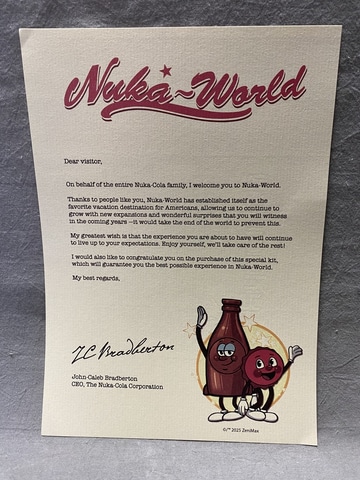 Nuka-World
Dear visitor,
On behalf of the entire Nuka-Cola family, I welcome you to Nuka-World.
Thanks to people like you, Nuka-World has established itself as the
favorite vacation destination for Americans, allowing us to continue to
grow with new expansions and wonderful surprises that you will witness
in the coming years —it would take the end of the world to prevent this.
My greatest wish is that the experience you are about to have will continue
to live up to your expectations. Enjoy yourself, we'll take care of the rest!
I would also like to congratulate you on the purchase of this special kit,
which will guarantee you the best possible experience in Nuka-World.
My best regards,
J.C Bradberton
John-Caleb Bradberton
CEO, The Nuka-Cola Corporation
©/™ 2025 ZeniMax